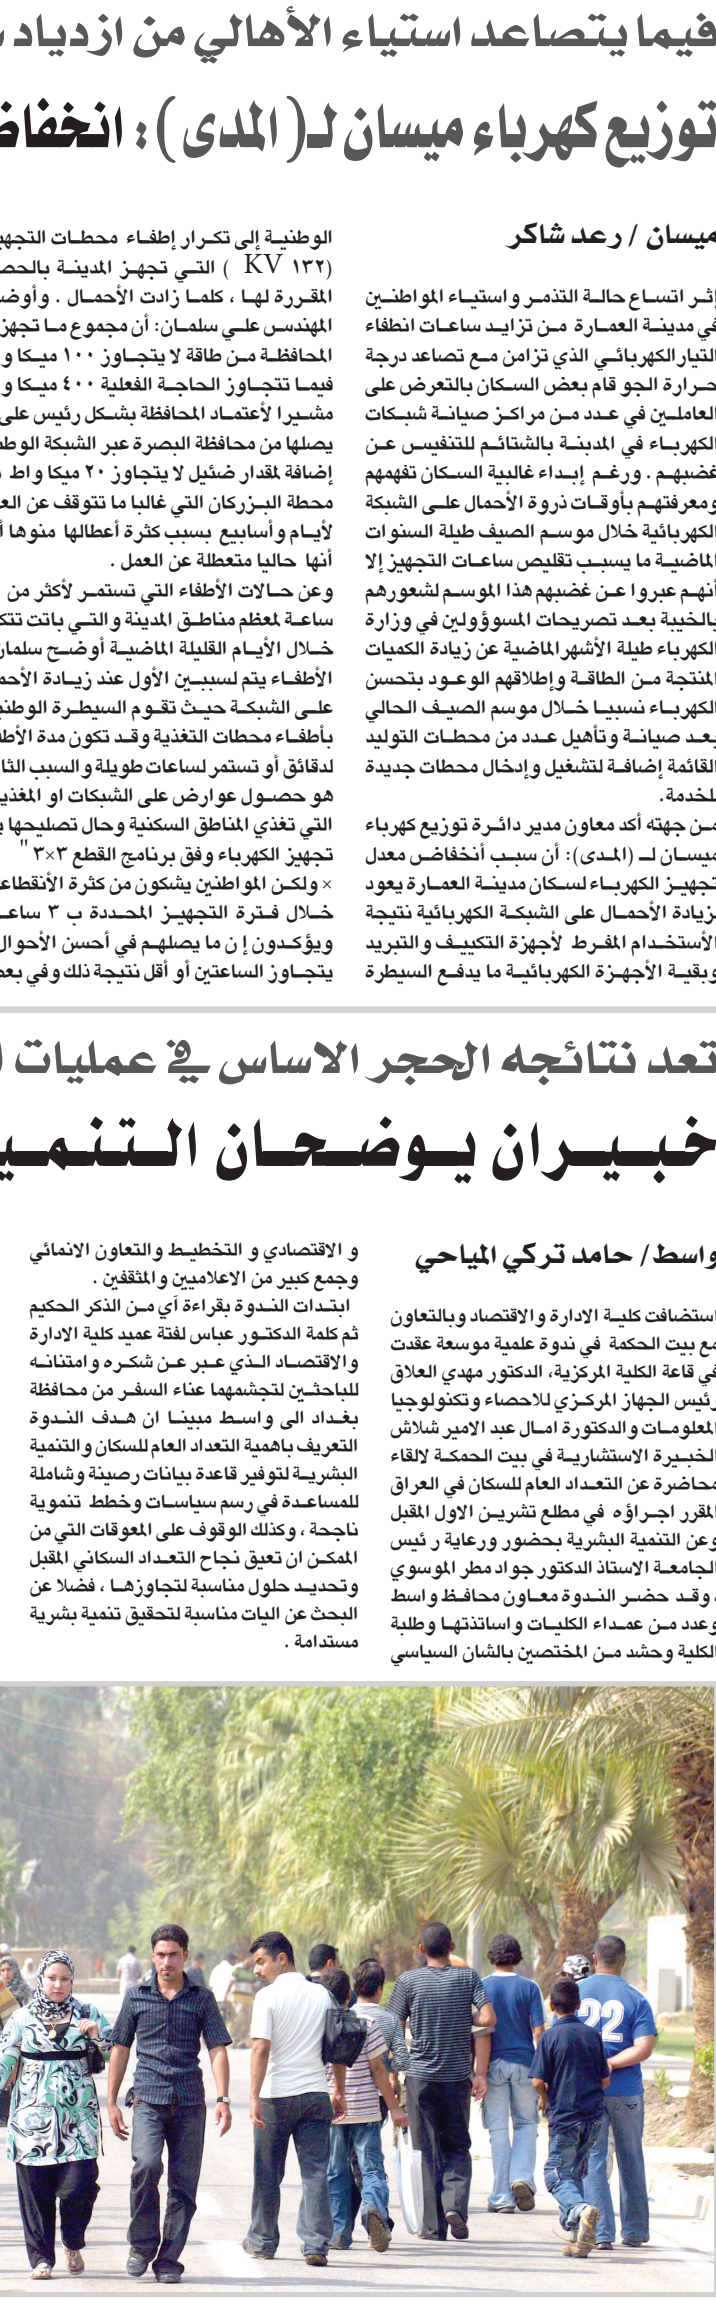 فيما يتصاعد استياء الأهالي من ازدياد
توزيع كهرباء ميسان لـ( المدى ) : انخفاض
ميسان / رعد شاكر
إثر اتساع حالة التذمر واستياء المواطنين
في مدينة العمارة من تزايد ساعات انطفاء
التيار الكهربائي الذي تزامن مع تصاعد درجة
حرارة الجو قام بعض السكان بالتعرض على
العاملين في عدد من مراكز صيانة شبكات
الكهرباء في المدينة بالشتائم للتنفيس عن
غضبهم . ورغم إبداء غالبية السكان تفهمهم
ومعرفتهم بأوقات ذروة الأحمال على الشبكة
الكهربائية خلال موسم الصيف طيلة السنوات
الماضية ما يسبب تقليص ساعات التجهيز إلا
أنهم عبروا عن غضبهم هذا الموسم لشعورهم
بالخيبة بعد تصريحات المسوؤولين في وزارة
الكهرباء طيلة الأشهر الماضية عن زيادة الكميات
المنتجة من الطاقة وإطلاقهم الوعود بتحسن
الكهرباء نسبيا خلال موسم الصيف الحالي
بعد صيانة وتأهيل عدد من محطات التوليد
القائمة إضافة لتشغيل وإدخال محطات جديدة
للخدمة.
من جهته أكد معاون مدير دائرة توزيع كهرباء
ميسان لـ (المدى): أن سبب أنخفاض معدل
تجهيز الكهرباء لسكان مدينة العمارة يعود
لزيادة الأحمال على الشبكة الكهربائية نتيجة
الأستخدام المفرط لأجهزة التكييف والتبريد
وبقية الأجهزة الكهربائية ما يدفع السيطرة
الوطنية إلى تكرار إطفاء محطات التجهيز
(١٣٢ KV ) التي تجهز المدينة
المقررة لها ، كلما زادت الأحمال .
المهندس علي سلمان: أن مجموع ما تجهز
المحافظة من طاقة لا يتجاوز ١٠٠ ميكا
فيما تتجاوز الحاجة الفعلية ٤٠٠ ميكا
مشيرا لأعتماد المحافظة بشكل رئيس على
يصلها من محافظة البصرة عبر الشبكة
إضافة لمقدار ضئيل لا يتجاوز ٢٠ ميكا واط
محطة البزركان التي غالبا ما تتوقف عن
لأيام وأسابيع بسبب كثرة أعطالها منوها
أنها حاليا متعطلة عن العمل .
وعن حالات الأطفاء التي تستمر لأكثر من
ساعة لمعظم مناطق المدينة والتي باتت
خلال الأيام القليلة الماضية أوضح سلمان
الأطفاء يتم لسببين الأول عند زيادة
على الشبكة حيث تقوم السيطرة
بأطفاء محطات التغذية وقد تكون مدة
لدقائق أو تستمر لساعات طويلة والسبب
هو حصول عوارض على الشبكات او
التي تغذي المناطق السكنية وحال تصليحها
تجهيز الكهرباء وفق برنامج القطع ٣×٣ "
× ولكن المواطنين يشكون من كثرة
خلال فترة التجهيز المحددة ب ٣
ويؤكدون إ ن ما يصلهم في أحسن الأحوال
يتجاوز الساعتين أو أقل نتيجة ذلك وفي
تعد نتائجه الحجر الاساس في عمليات
خبيران يوضحان
واسط/ حامد تركي المياحي
استضافت كلية الادارة والاقتصاد وبالتعاون
مع بيت الحكمة في ندوة علمية موسعة عقدت
في قاعة الكلية المركزية، الدكتور مهدي العلاق
رئيس الجهاز المركزي للاحصاء وتكنولوجيا
المعلومات والدكتورة امال عبد الامير شلاش
الخبيرة الاستشارية في بيت الحمكة لالقاء
محاضرة عن التعداد العام للسكان في العراق
المقرر اجراؤه في مطلع تشرين الاول المقبل
وعن التنمية البشرية بحضور ورعاية ر ئيس
الجامعة الاستاذ الدكتور جواد مطر الموسوي
، وقد حضر الندوة معاون محافظ واسط
وعدد من عمداء الكليات واساتذتها وطلبة
الكلية وحشد من المختصين بالشان السياسي
و الاقتصادي و التخطيط والتعاون الانمائي
وجمع كبير من الاعلاميين والمثقفين .
ابتدات الندوة بقراءة آي من الذكر الحكيم
ثم كلمة الدكتور عباس لفتة عميد كلية الادارة
والاقتصاد الذي عبر عن شكره وامتنانه
للباحثين لتجشمهما عناء السفر من محافظة
بغداد الى واسط مبينا ان هدف الندوة
التعريف باهمية التعداد العام للسكان والتنمية
البشرية لتوفير قاعدة بيانات رصينة وشاملة
للمساعدة في رسم سياسات وخطط تنموية
ناجحة ، وكذلك الوقوف على المعوقات التي من
الممكن ان تعيق نجاح التعداد السكاني المقبل
وتحديد حلول مناسبة لتجاوزها ، فضلا عن
البحث عن اليات مناسبة لتحقيق تنمية بشرية
مستدامة .
22